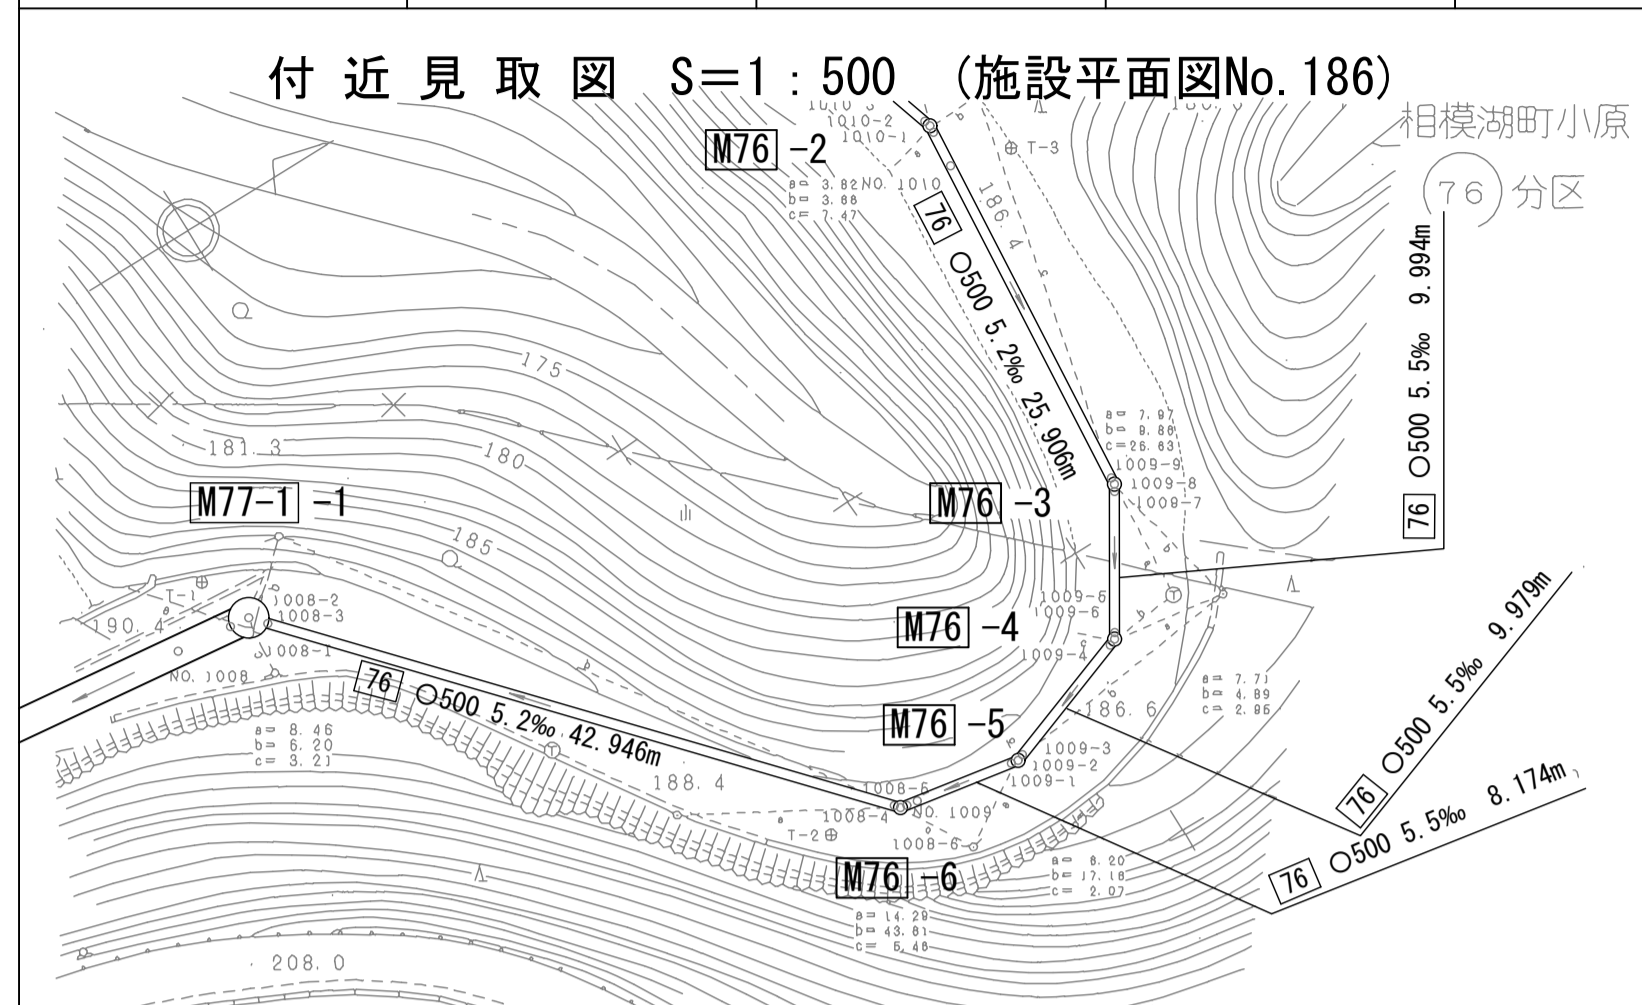 付近見取図 S=1:500 (施設平面図No.186)
相模湖町小原
76 分区
1010-2
1010-1
M76 -2
T-3
a= 3.82 NO. 1010
b= 3.88
c= 7.47
186.4
76 ○500 5.2‰ 25.906m
76 ○500 5.5‰ 9.994m
175
181.3
180
185
a= 7.97
b= 9.86
c=26.63
1009-9
1009-8
1009-7
M76 -3
M77-1 -1
T-1
190.4
1008-2
1008-3
1008-1
NO. 1008
1009-5
1009-6
M76 -4
1009-4
76 ○500 5.5‰ 9.979m
76 ○500 5.2‰ 42.946m
a= 8.46
b= 6.20
c= 3.21
a= 7.71
b= 4.89
c= 2.86
186.6
M76 -5
1009-3
1009-2
1009-1
188.4
1008-4
NO. 1009
T-2
1008-6
76 ○500 5.5‰ 8.174m
M76 -6
a= 8.20
b=17.18
c= 2.07
a=14.29
b=43.81
c= 5.48
208.0